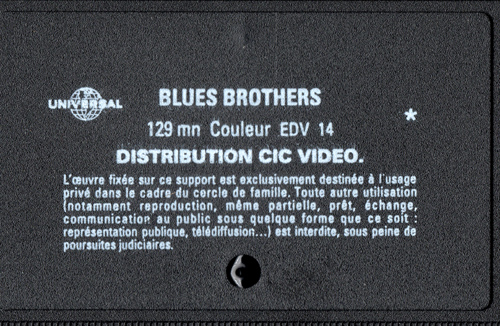 UNIVERSAL
BLUES BROTHERS
*
129 mn Couleur EDV 14
DISTRIBUTION CIC VIDEO.
L'œuvre fixée sur ce support est exclusivement destinée à l'usage
privé dans le cadre du cercle de famille. Toute autre utilisation
(notamment reproduction, même partielle, prêt, échange,
communication au public sous quelque forme que ce soit :
représentation publique, télédiffusion...) est interdite, sous peine de
poursuites judiciaires.